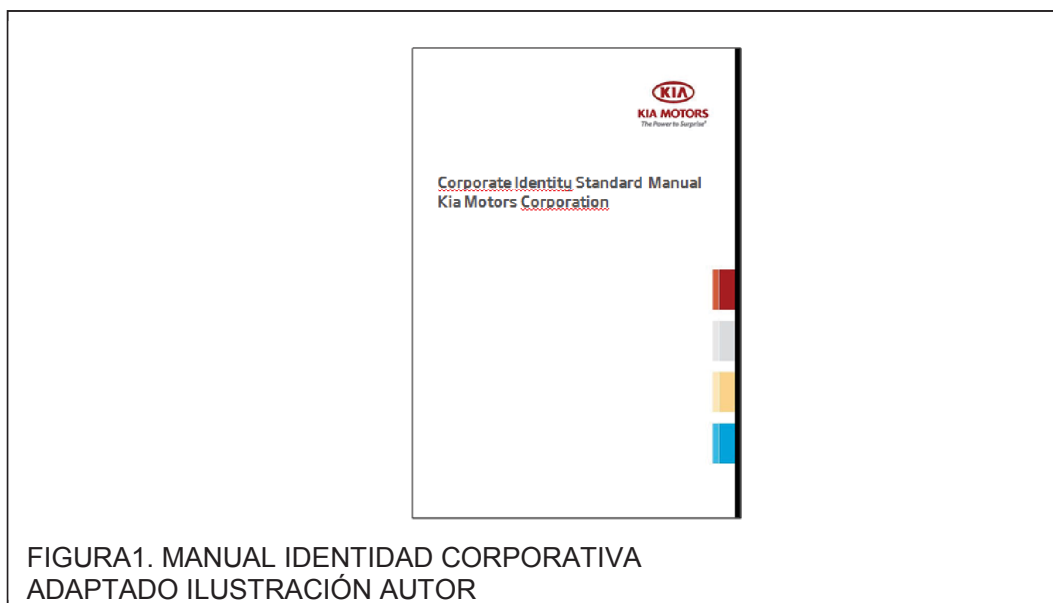 KIA
KIA MOTORS
The Power to Surprise®
Corporate Identity Standard Manual
Kia Motors Corporation
FIGURA1. MANUAL IDENTIDAD CORPORATIVA
ADAPTADO ILUSTRACIÓN AUTOR